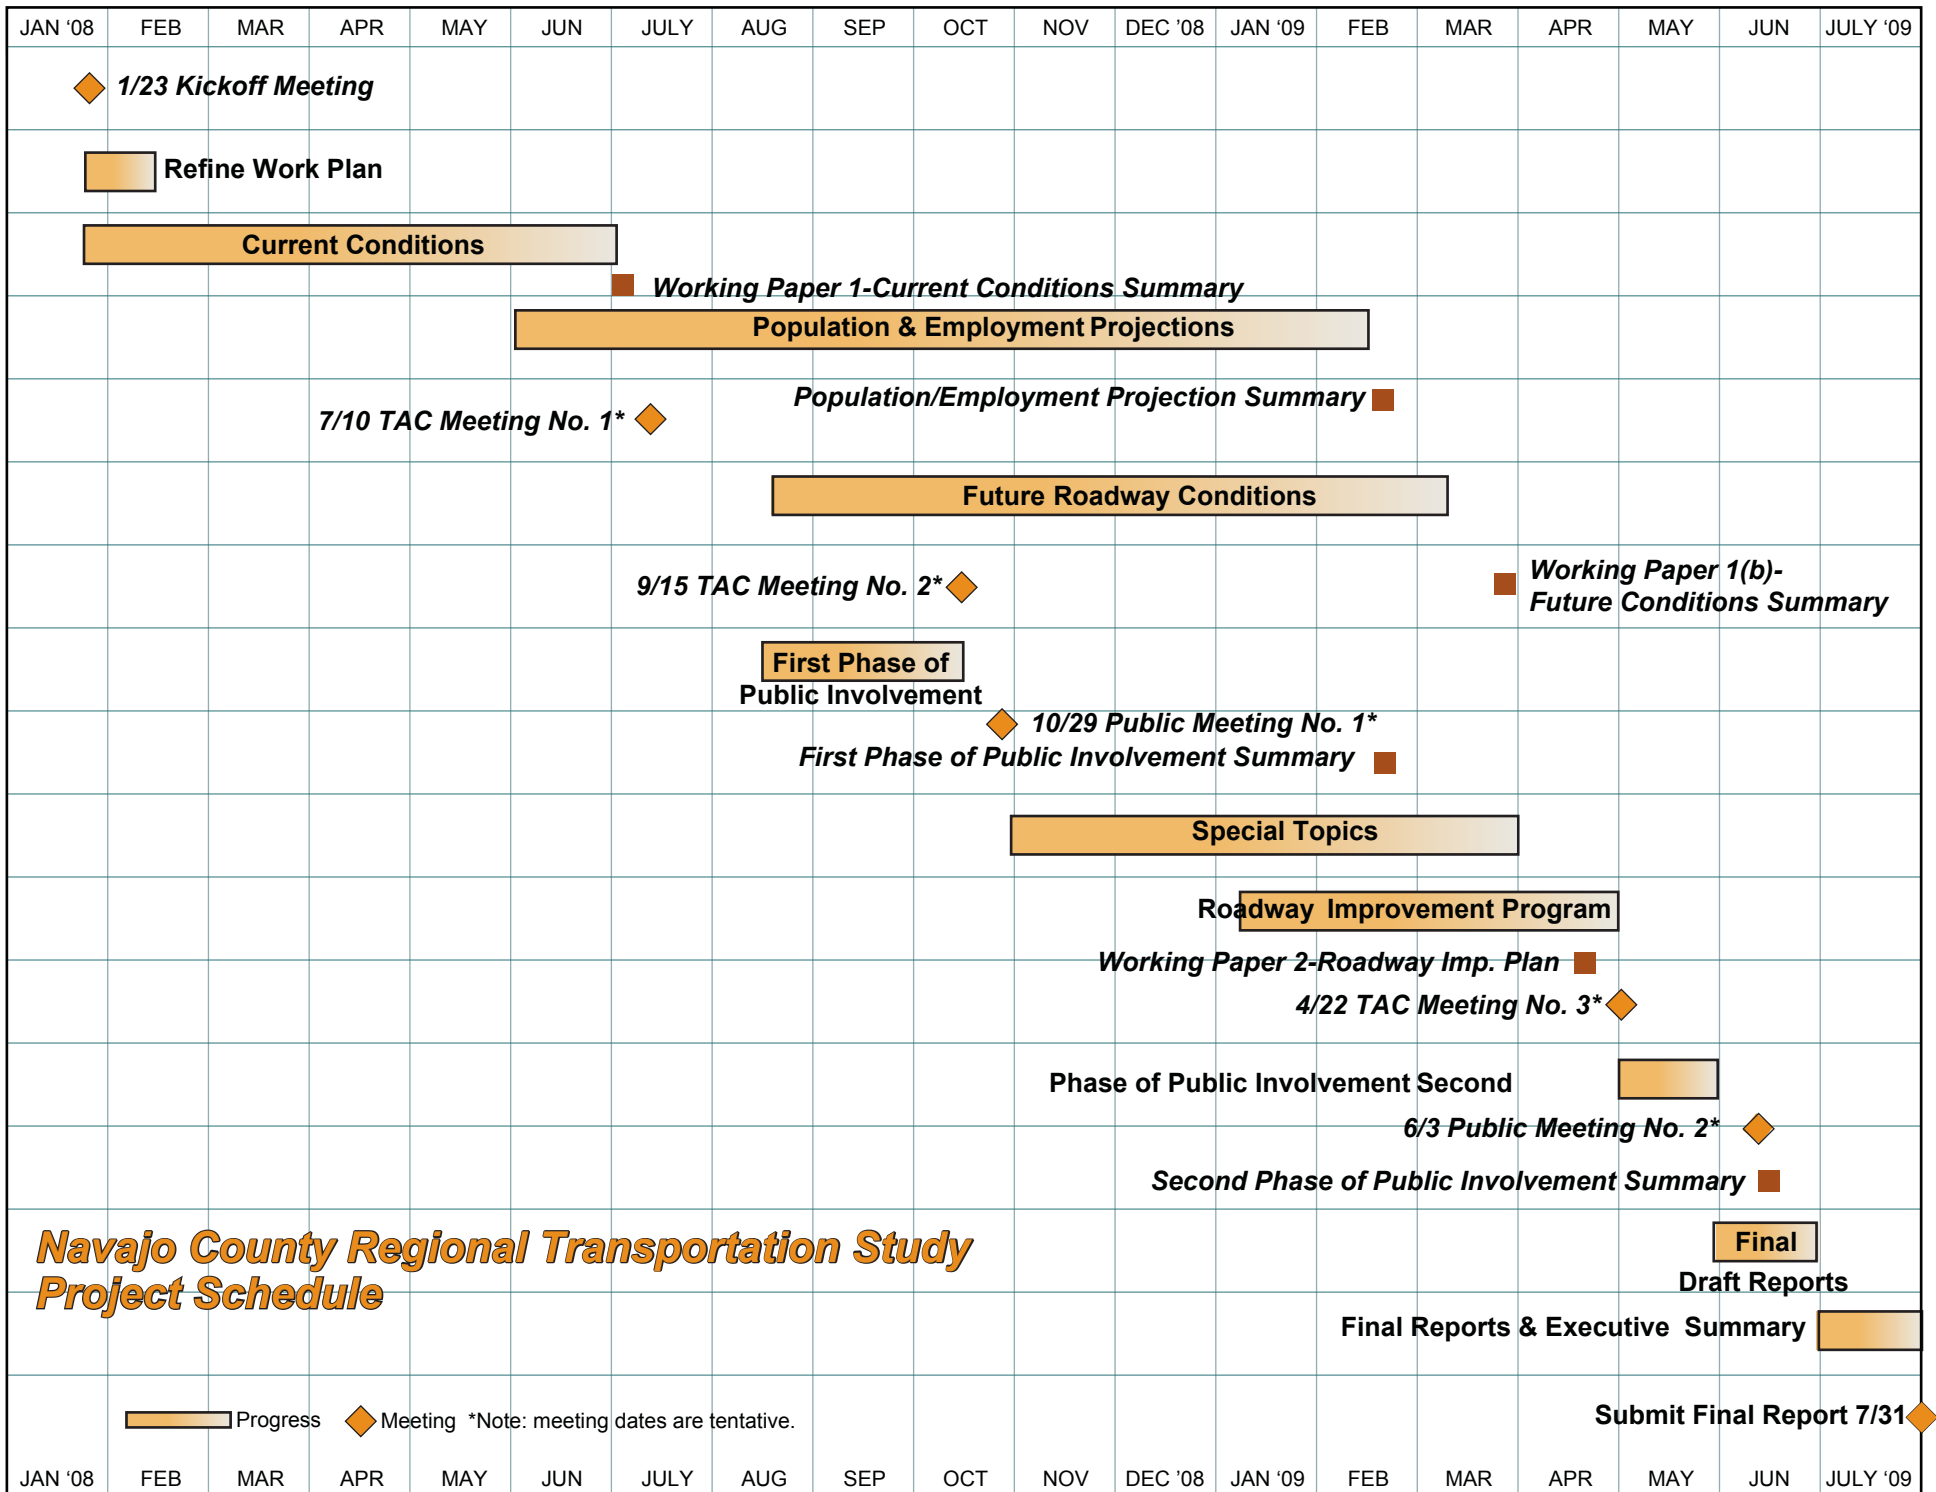 JAN ‘08 FEB MAR APR MAY JUN JULY AUG SEP OCT NOV DEC ‘08 JAN ‘09 FEB MAR APR MAY JUN JULY ‘09
1/23 Kickoff Meeting
Refine Work Plan
Current Conditions
Working Paper 1-Current Conditions Summary
Population & Employment Projections
Population/Employment Projection Summary
7/10 TAC Meeting No. 1*
Future Roadway Conditions
9/15 TAC Meeting No. 2*
Working Paper 1(b)-
Future Conditions Summary
First Phase of
Public Involvement
10/29 Public Meeting No. 1*
First Phase of Public Involvement Summary
Special Topics
Roadway Improvement Program
Working Paper 2-Roadway Imp. Plan
4/22 TAC Meeting No. 3*
Phase of Public Involvement Second
6/3 Public Meeting No. 2*
Second Phase of Public Involvement Summary
Navajo County Regional Transportation Study
Project Schedule
Final
Draft Reports
Final Reports & Executive Summary
Submit Final Report 7/31
Progress Meeting *Note: meeting dates are tentative.
JAN ‘08 FEB MAR APR MAY JUN JULY AUG SEP OCT NOV DEC ‘08 JAN ‘09 FEB MAR APR MAY JUN JULY ‘09